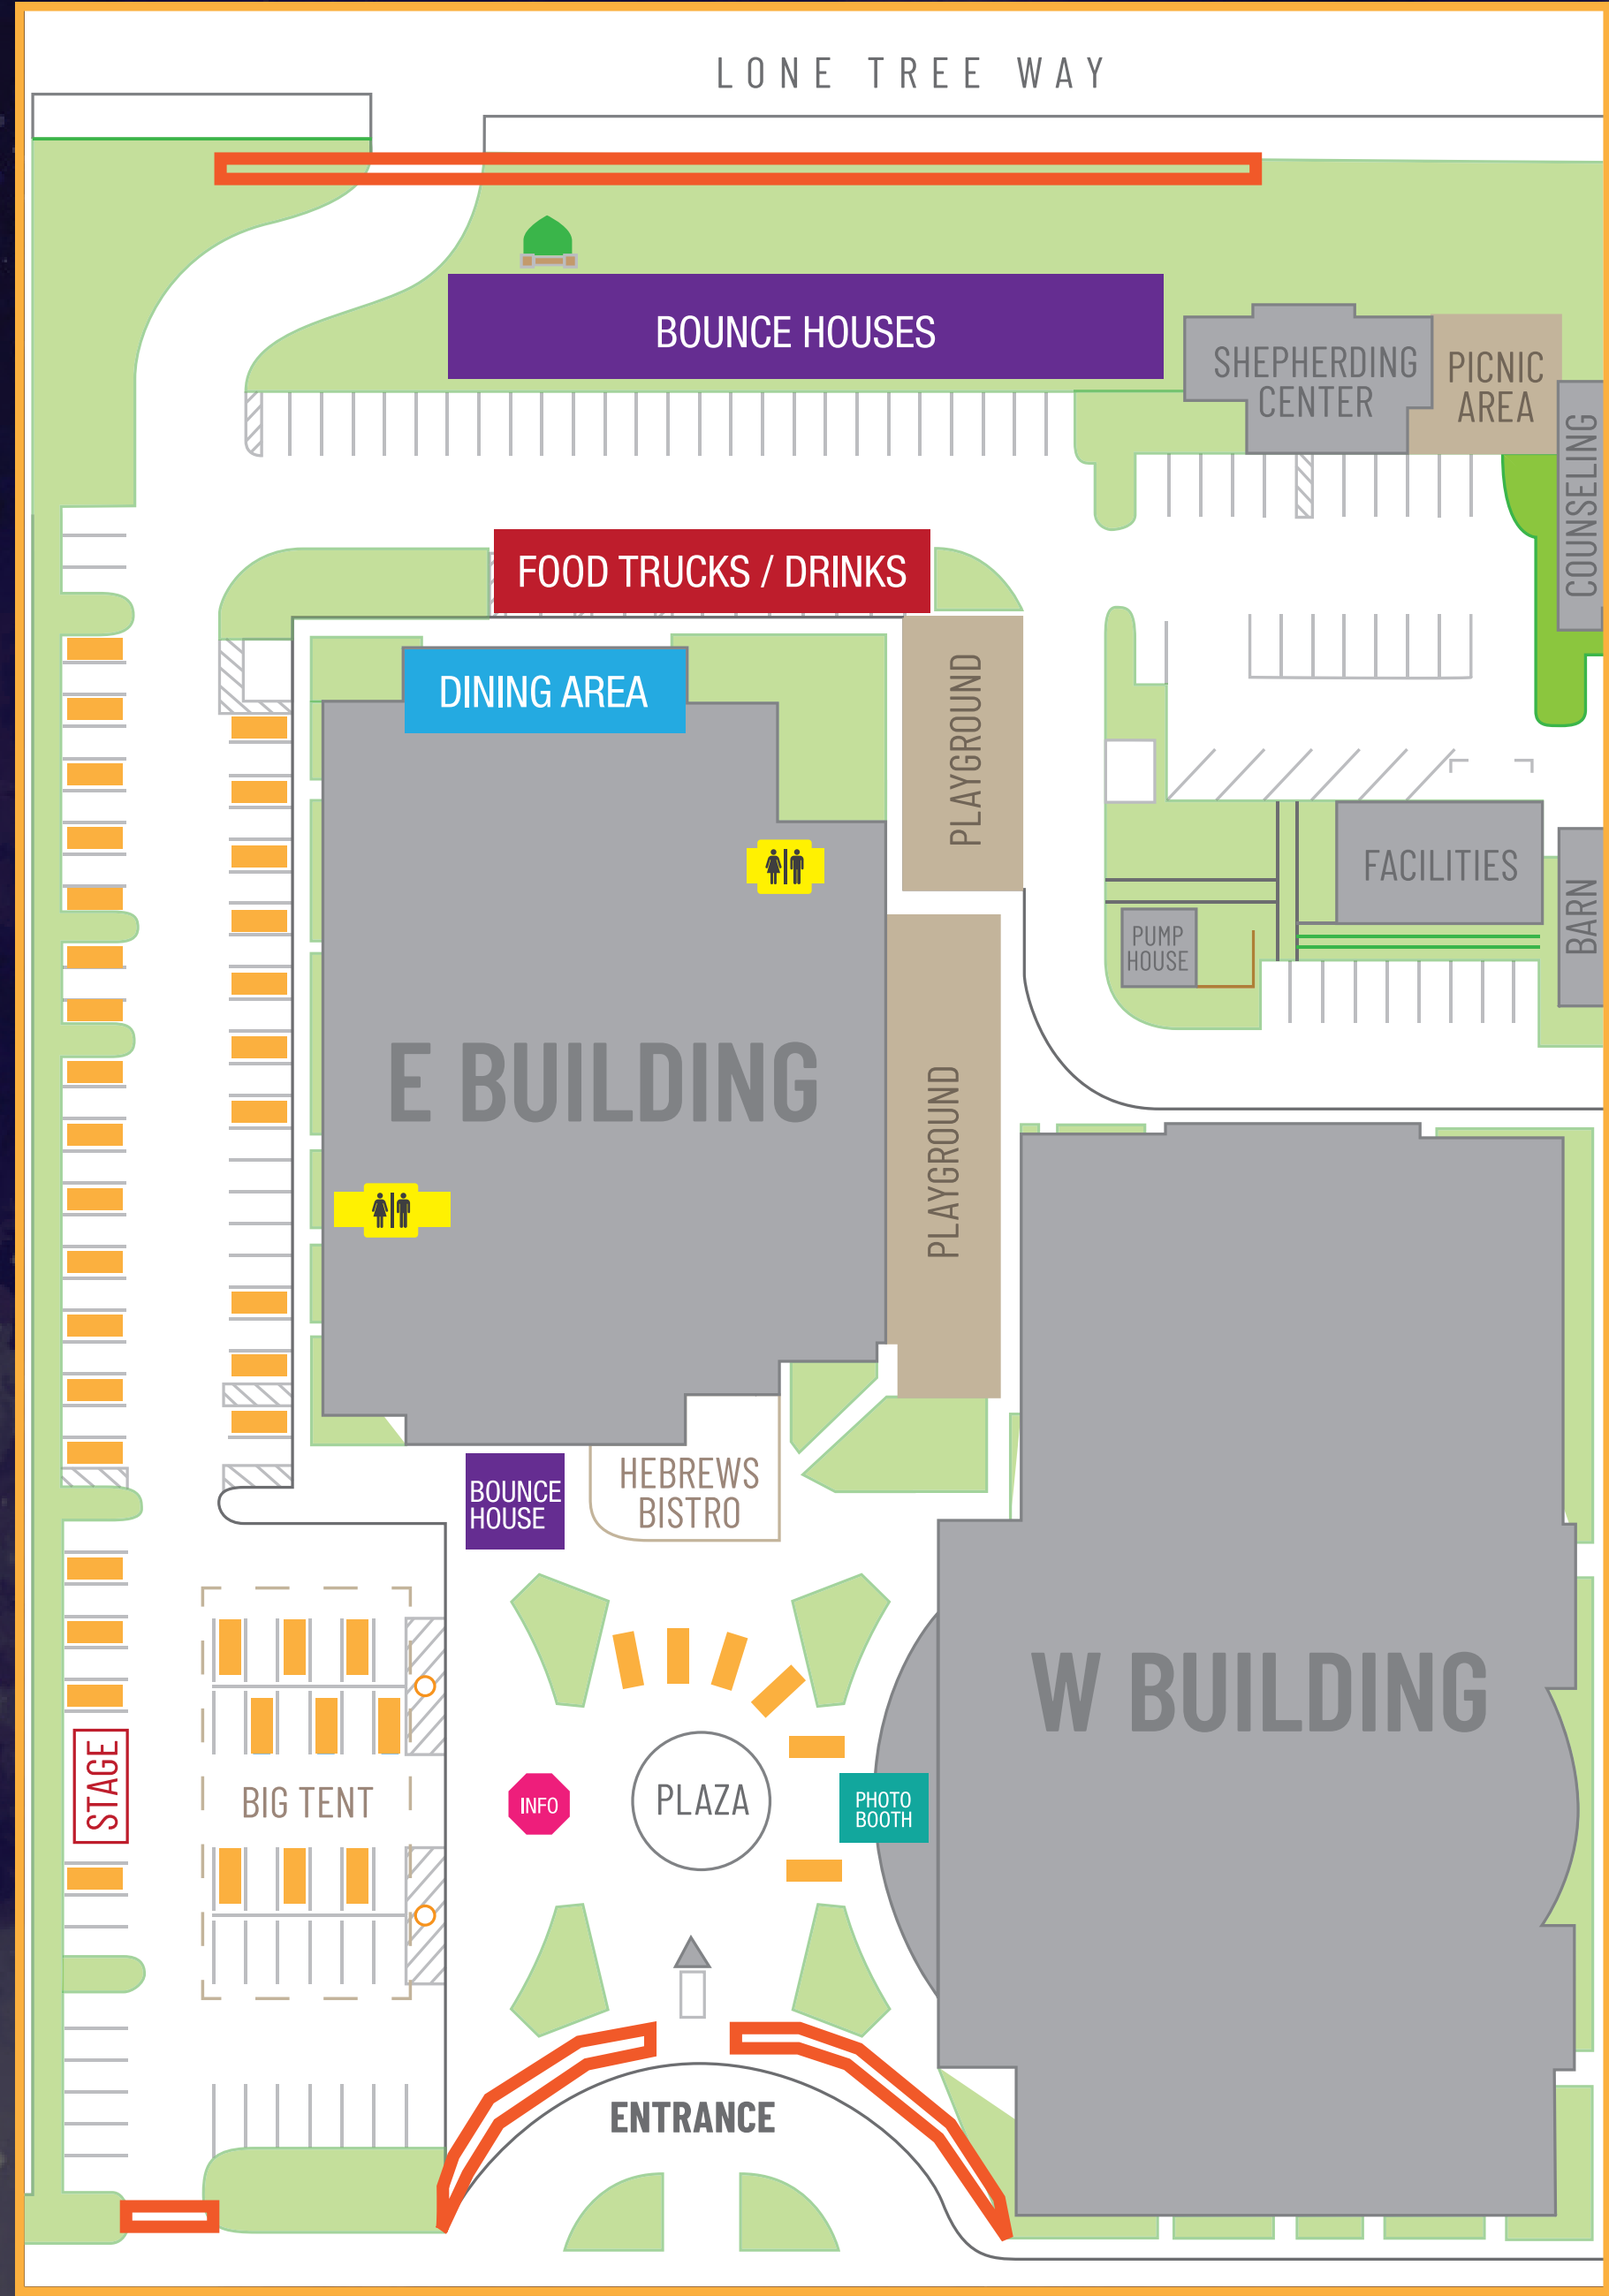 LONE TREE WAY
BOUNCE HOUSES
SHEPHERDING
CENTER
PICNIC
AREA
COUNSELING
FOOD TRUCKS / DRINKS
DINING AREA
PLAYGROUND
FACILITIES
BARN
PUMP
HOUSE
E BUILDING
PLAYGROUND
BOUNCE
HOUSE
HEBREWS
BISTRO
W BUILDING
STAGE
BIG TENT
INFO
PLAZA
PHOTO
BOOTH
ENTRANCE